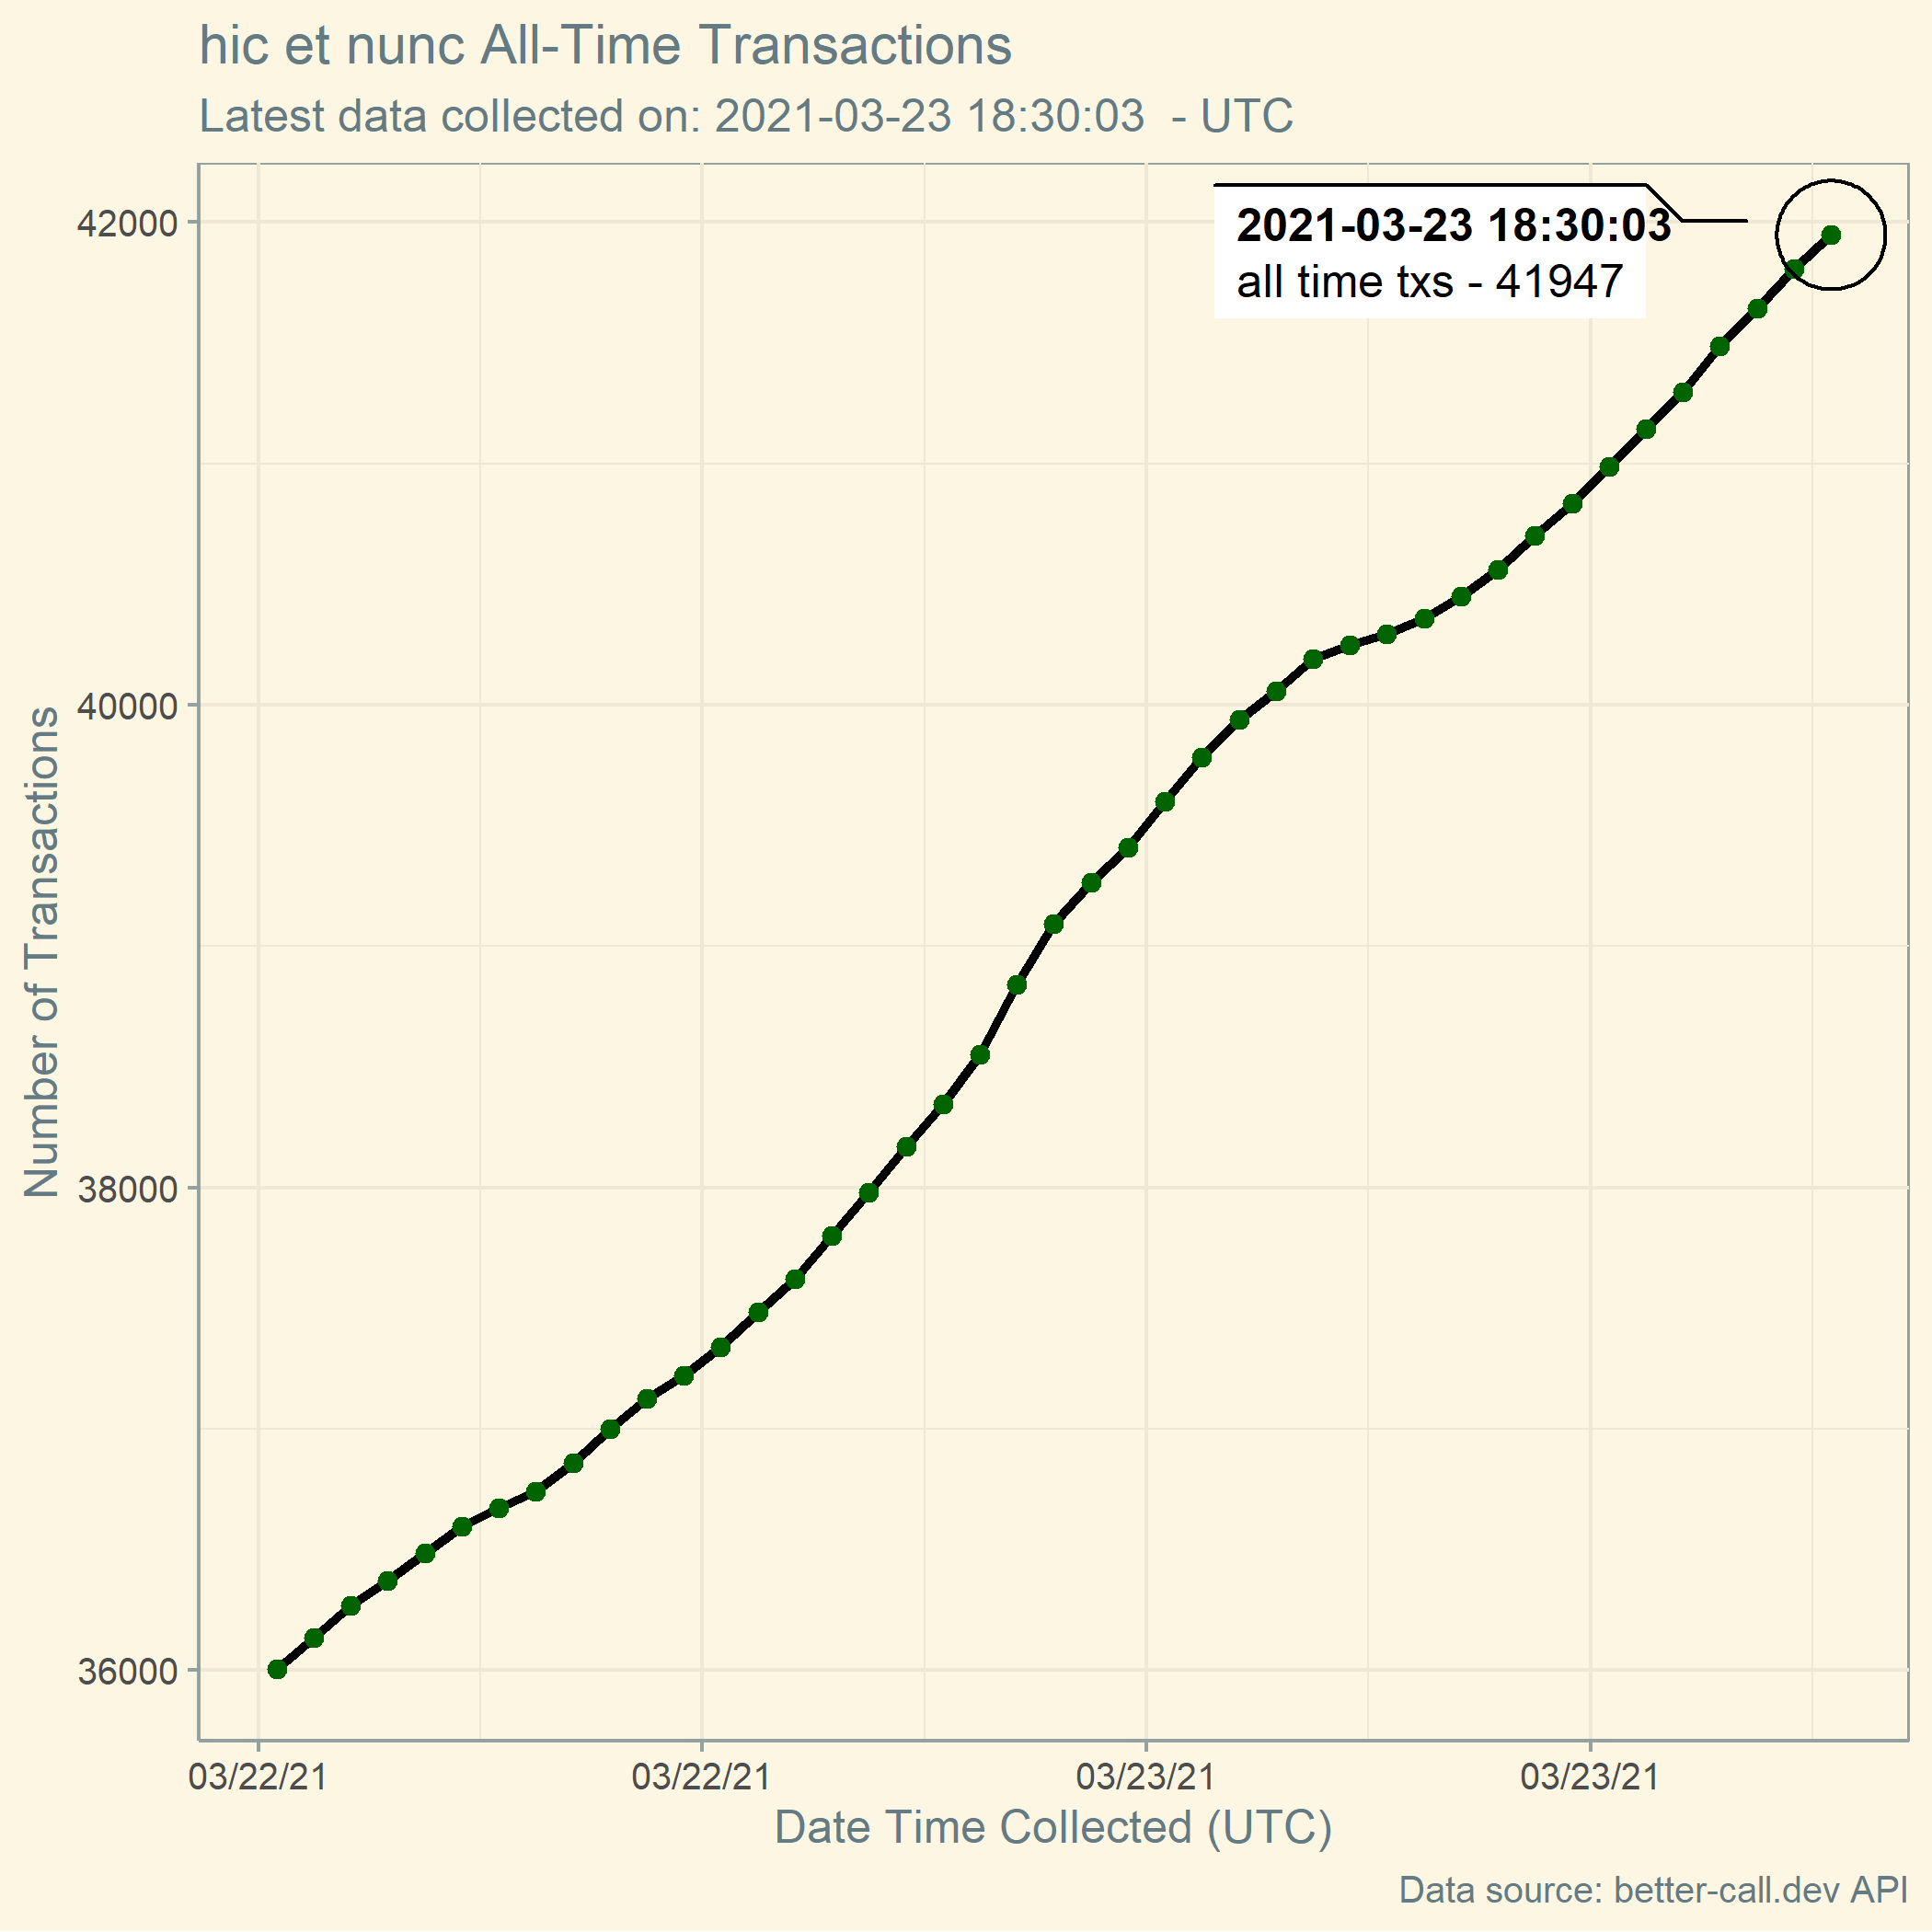 hic et nunc All-Time Transactions
Latest data collected on: 2021-03-23 18:30:03  - UTC
2021-03-23 18:30:03
all time txs - 41947
Number of Transactions
42000
40000
38000
36000
03/22/21
03/22/21
03/23/21
03/23/21
Date Time Collected (UTC)
Data source: better-call.dev API